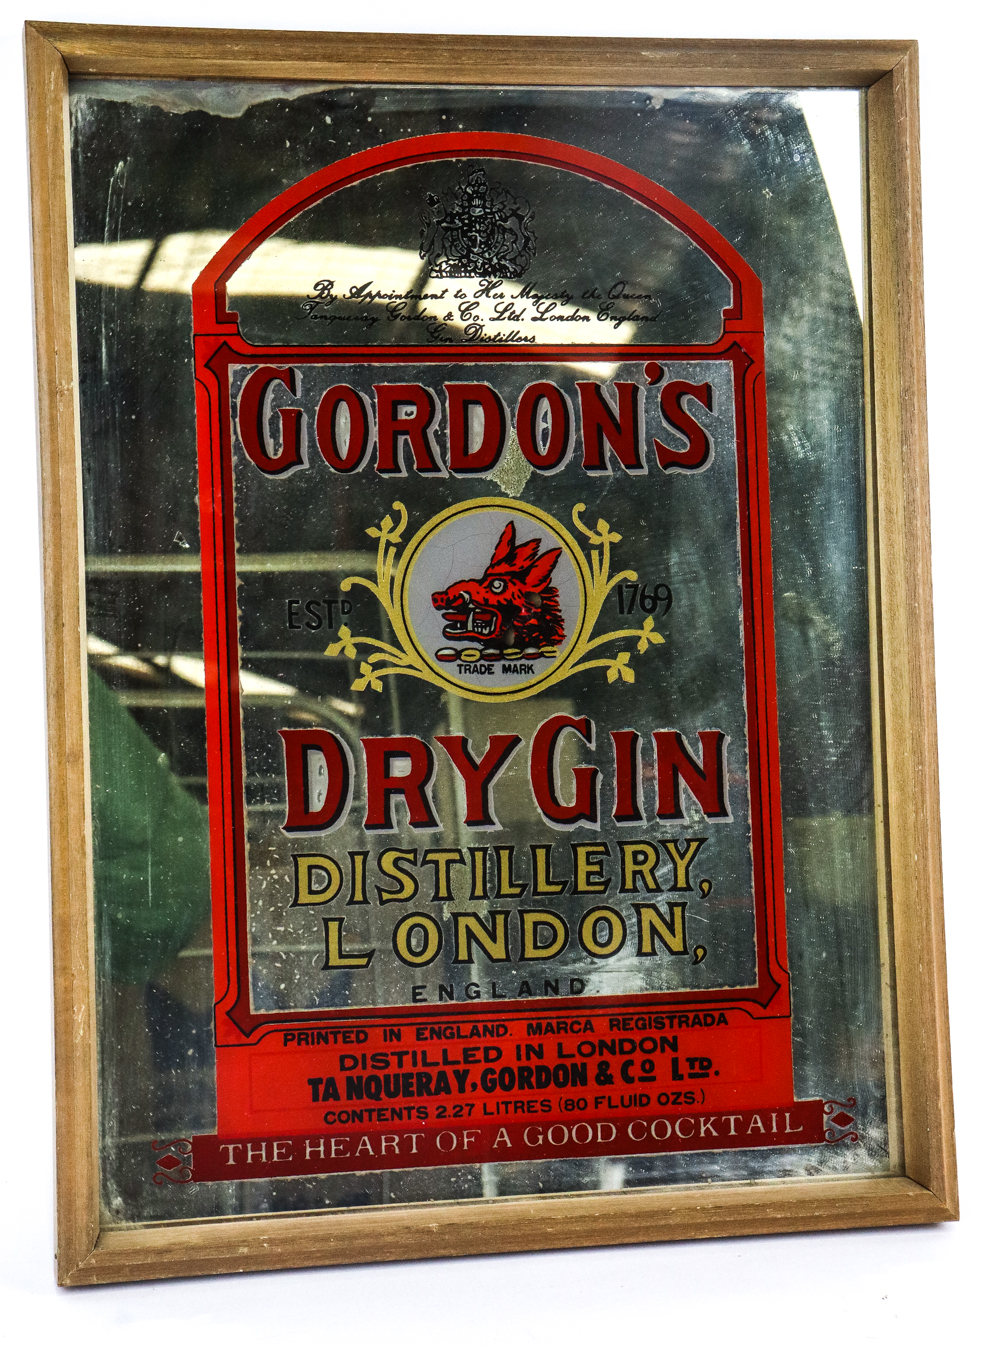 By Appointment to Her Majesty the Queen
Tanqueray Gordon & Co. Ltd. London England
Gin Distillers
GORDON'S
ESTD 1769
TRADE MARK
DRY GIN
DISTILLERY,
LONDON,
ENGLAND.
PRINTED IN ENGLAND. MARCA REGISTRADA
DISTILLED IN LONDON
TANQUERAY, GORDON & CO LTD.
CONTENTS 2.27 LITRES (80 FLUID OZS.)
THE HEART OF A GOOD COCKTAIL